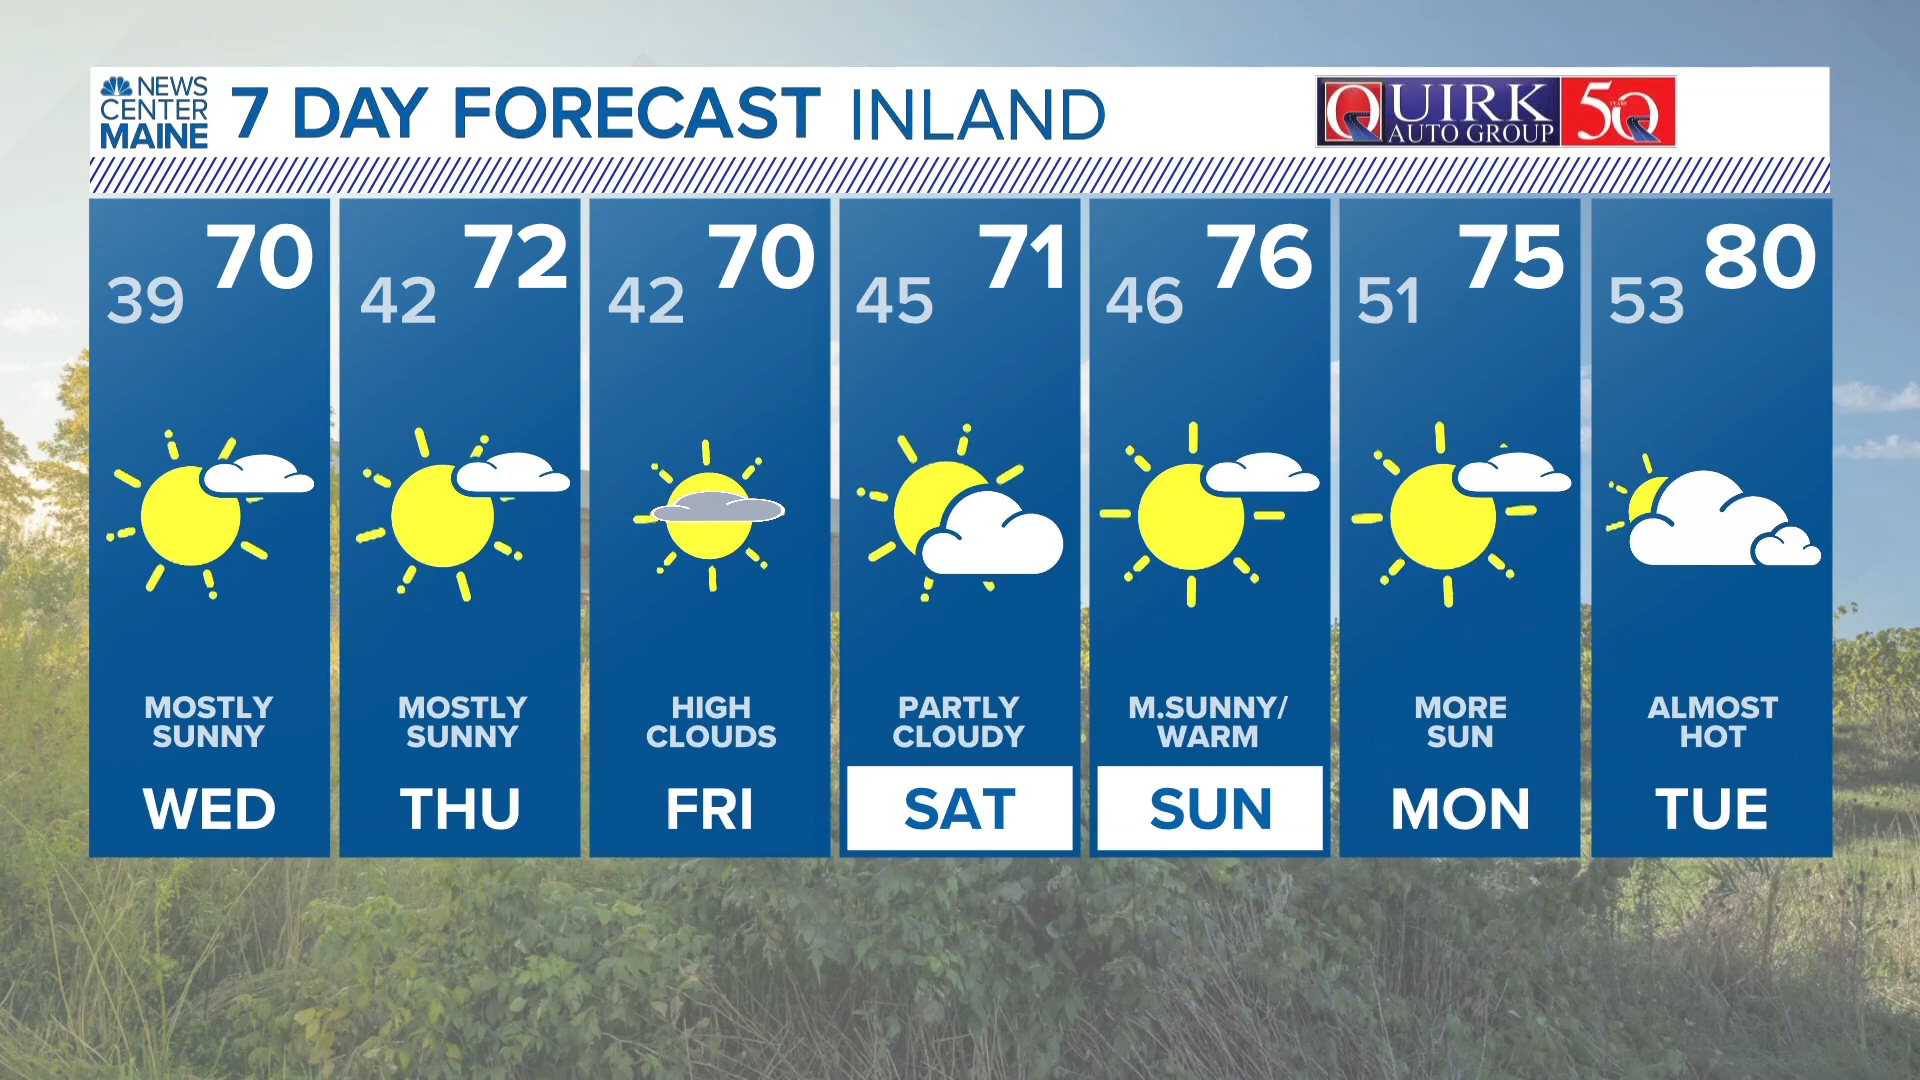 NEWS
CENTER
MAINE
7 DAY FORECAST INLAND
QUIRK
AUTO GROUP
50
YEARS
39 70
MOSTLY
SUNNY
WED
42 72
MOSTLY
SUNNY
THU
42 70
HIGH
CLOUDS
FRI
45 71
PARTLY
CLOUDY
SAT
46 76
M.SUNNY/
WARM
SUN
51 75
MORE
SUN
MON
53 80
ALMOST
HOT
TUE